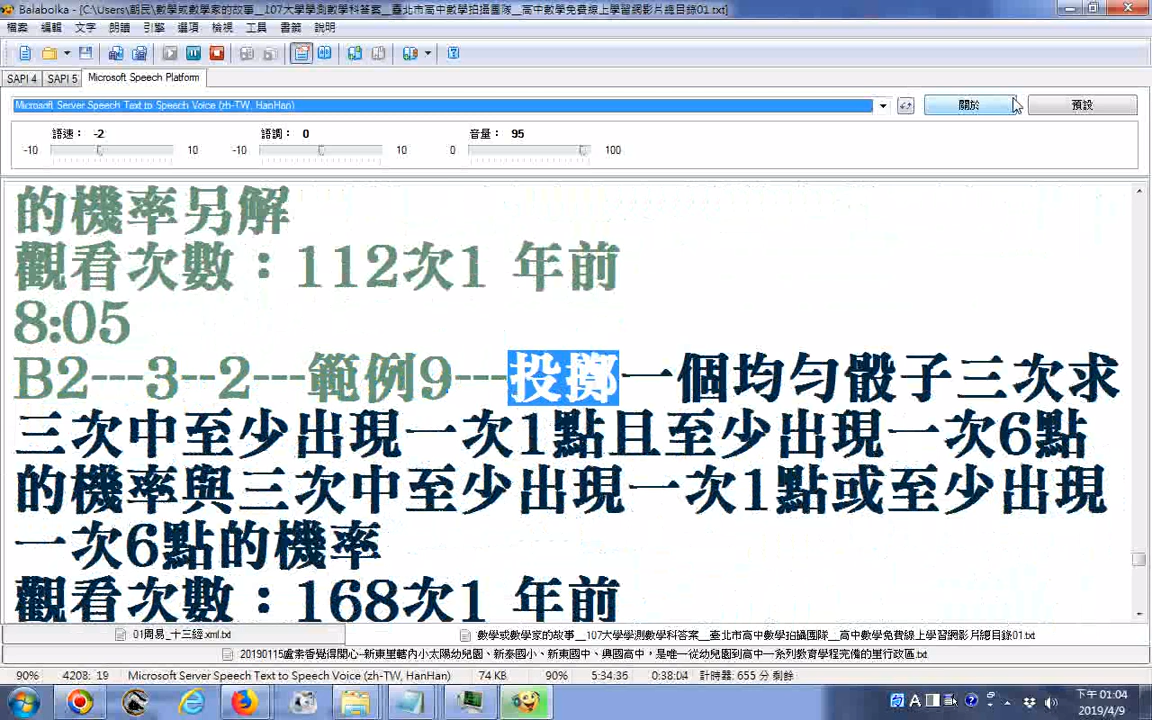 Balabolka - [C:\Users\朝民\數學或數學家的故事__107大學學測數學科答案__臺北市高中數學拍攝團隊__高中數學免費線上學習網影片總目錄01.txt]
檔案 編輯 文字 朗讀 引擎 選項 檢視 工具 書籤 說明
SAPI 4 SAPI 5 Microsoft Speech Platform
Microsoft Server Speech Text to Speech Voice (zh-TW, HanHan) 關於 預設
語速： -2 語調： 0 音量： 95
-10 10 -10 10 0 100
的機率另解
觀看次數：112次1 年前
8:05
B2---3--2---範例9---投擲一個均勻骰子三次求
三次中至少出現一次1點且至少出現一次6點
的機率與三次中至少出現一次1點或至少出現
一次6點的機率
觀看次數：168次1 年前
01周易_十三經.xml.txt 數學或數學家的故事__107大學學測數學科答案__臺北市高中數學拍攝團隊__高中數學免費線上學習網影片總目錄01.txt
20190115盧素香覺得開心--新東里轄內小太陽幼兒園、新泰國小、新東國中、興國高中，是唯一從幼兒園到高中一系列教育學程完備的里行政區.txt
90% 4208: 19 Microsoft Server Speech Text to Speech Voice (zh-TW, HanHan) 74 KB 90% 5:34:36 0:38:04 計時器: 655 分 剩餘
下午 01:04
2019/4/9